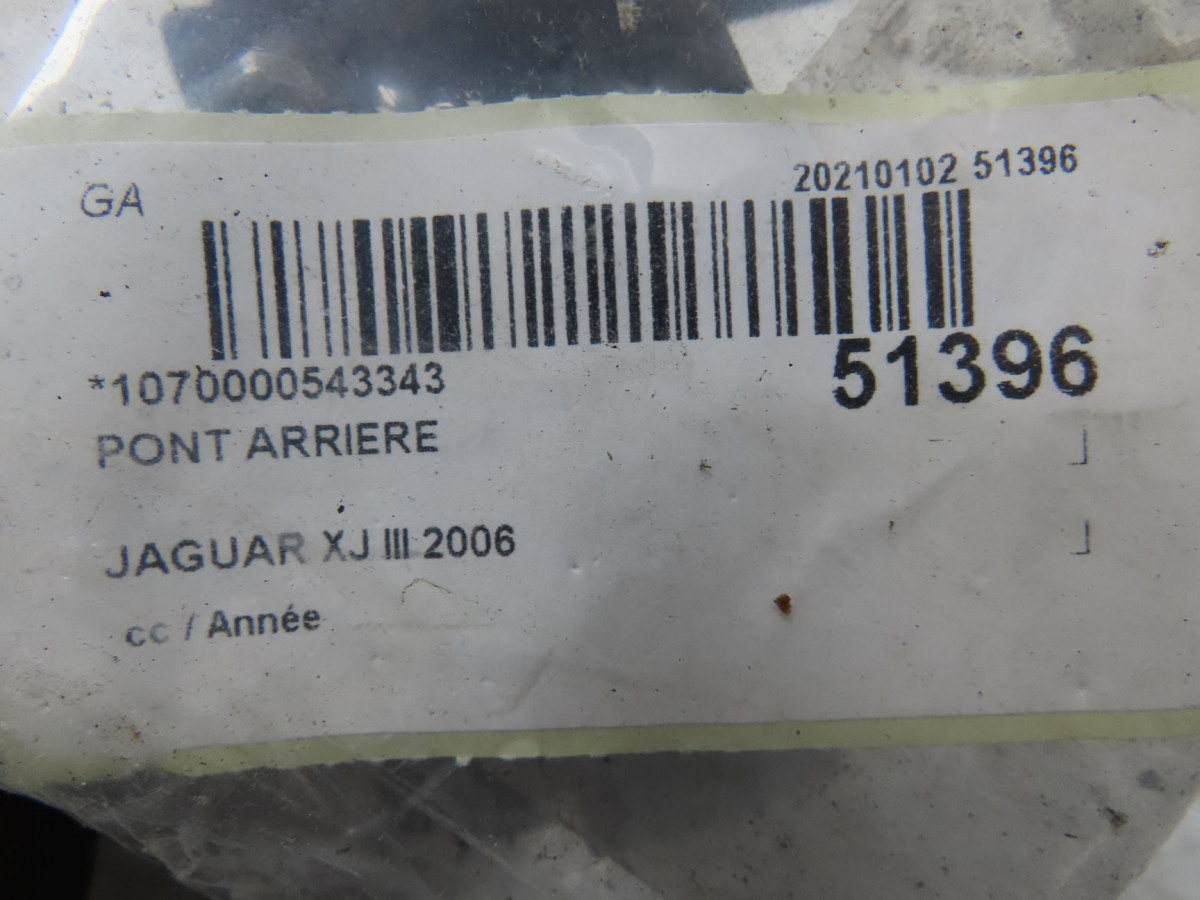 GA 20210102 51396
*1070000543343 51396
PONT ARRIERE
JAGUAR XJ III 2006
cc / Année